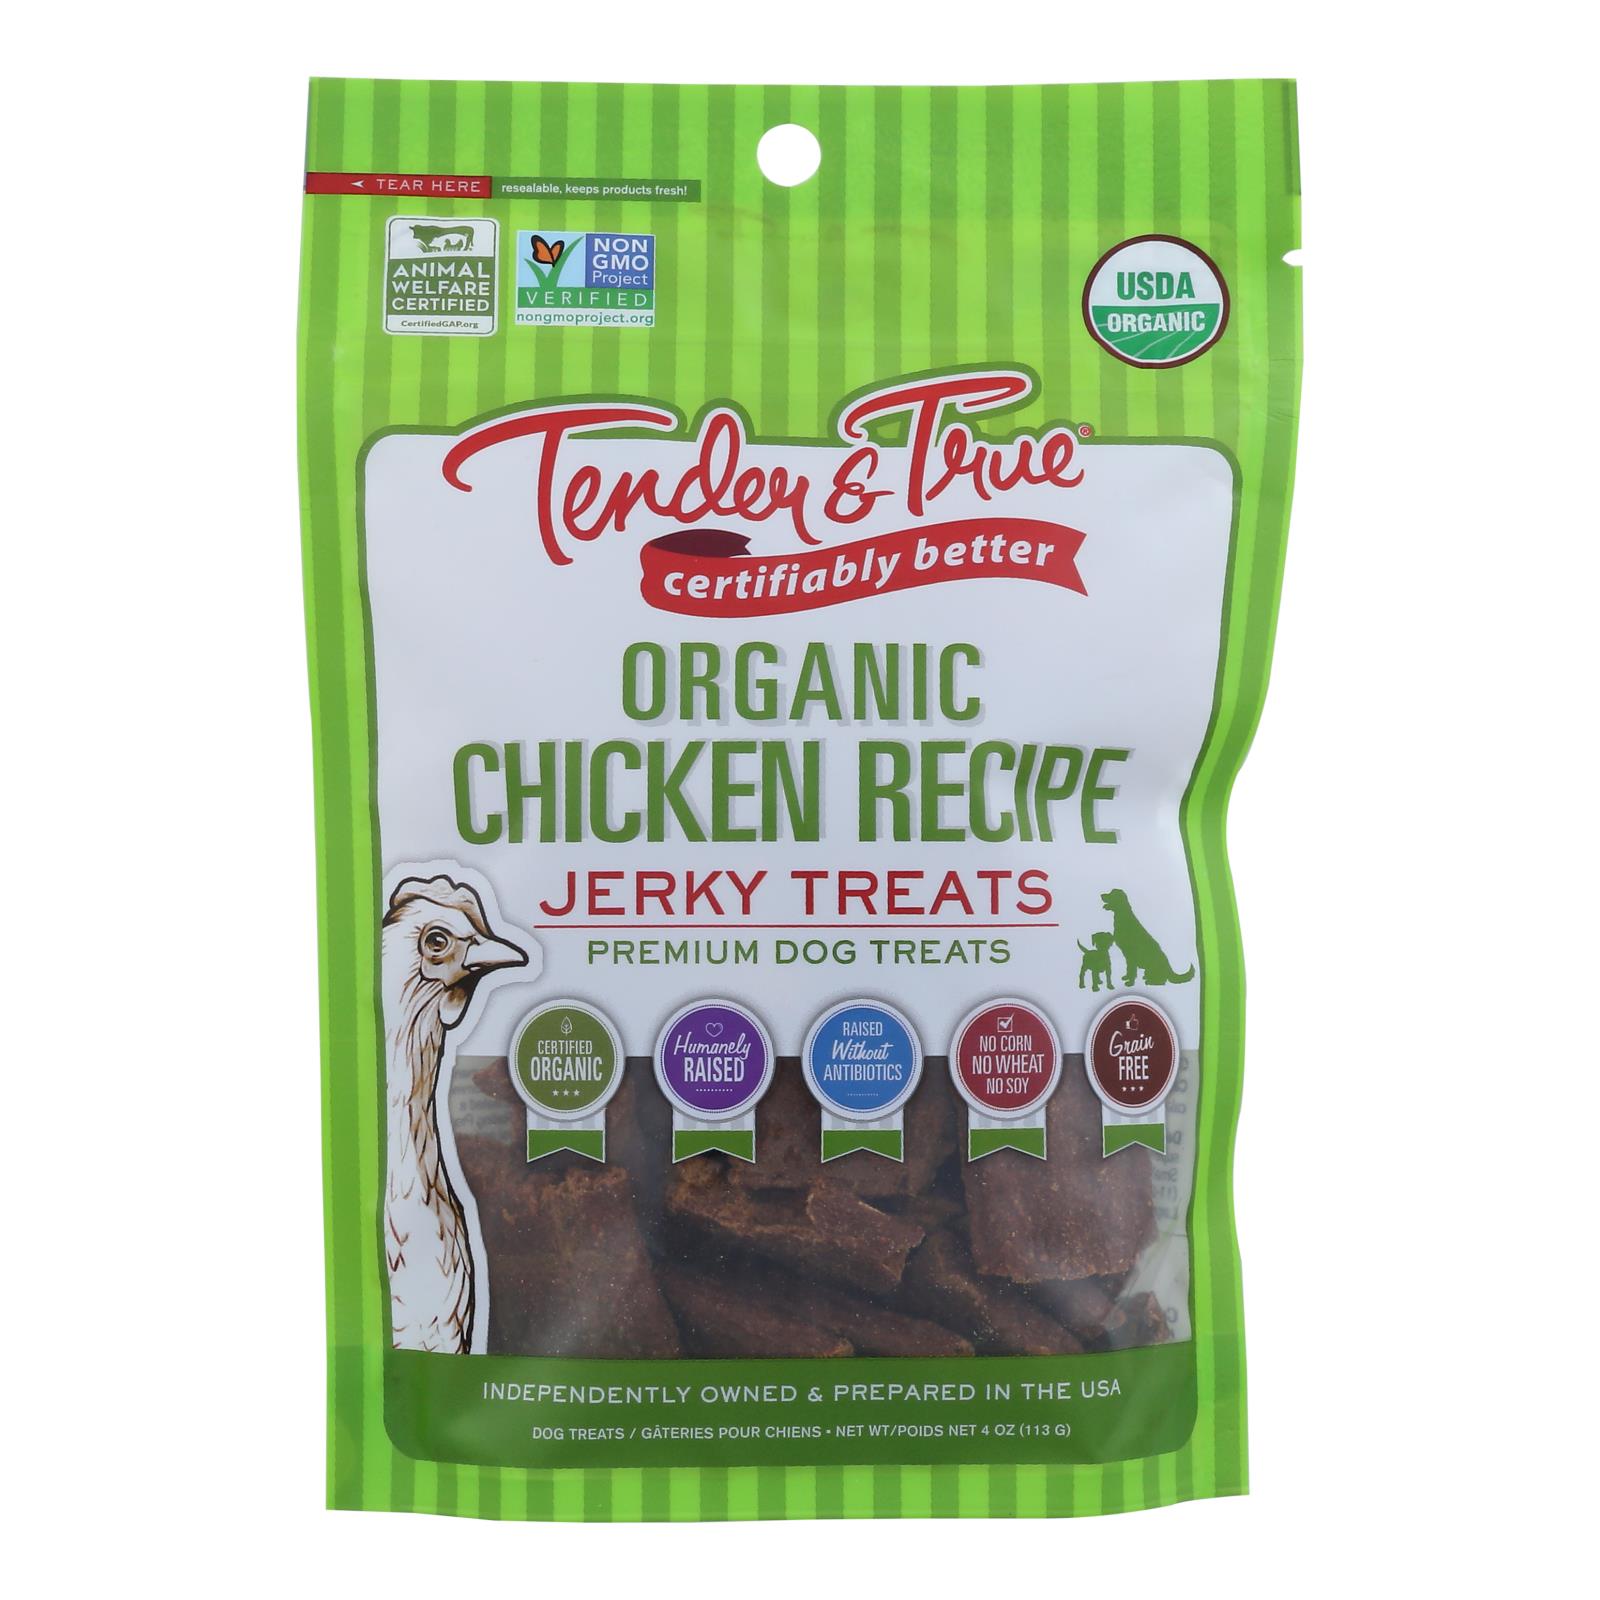 TEAR HERE resealable, keeps products fresh!
ANIMAL
WELFARE
CERTIFIED
CertifiedGAP.org
NON
GMO
Project
VERIFIED
nongmoproject.org
USDA
ORGANIC
Tender & True®
certifiably better
ORGANIC
CHICKEN RECIPE
JERKY TREATS
PREMIUM DOG TREATS
CERTIFIED
ORGANIC
Humanely
RAISED
RAISED
Without
ANTIBIOTICS
NO CORN
NO WHEAT
NO SOY
Grain
FREE
INDEPENDENTLY OWNED & PREPARED IN THE USA
DOG TREATS / GÂTERIES POUR CHIENS • NET WT/POIDS NET 4 OZ (113 G)